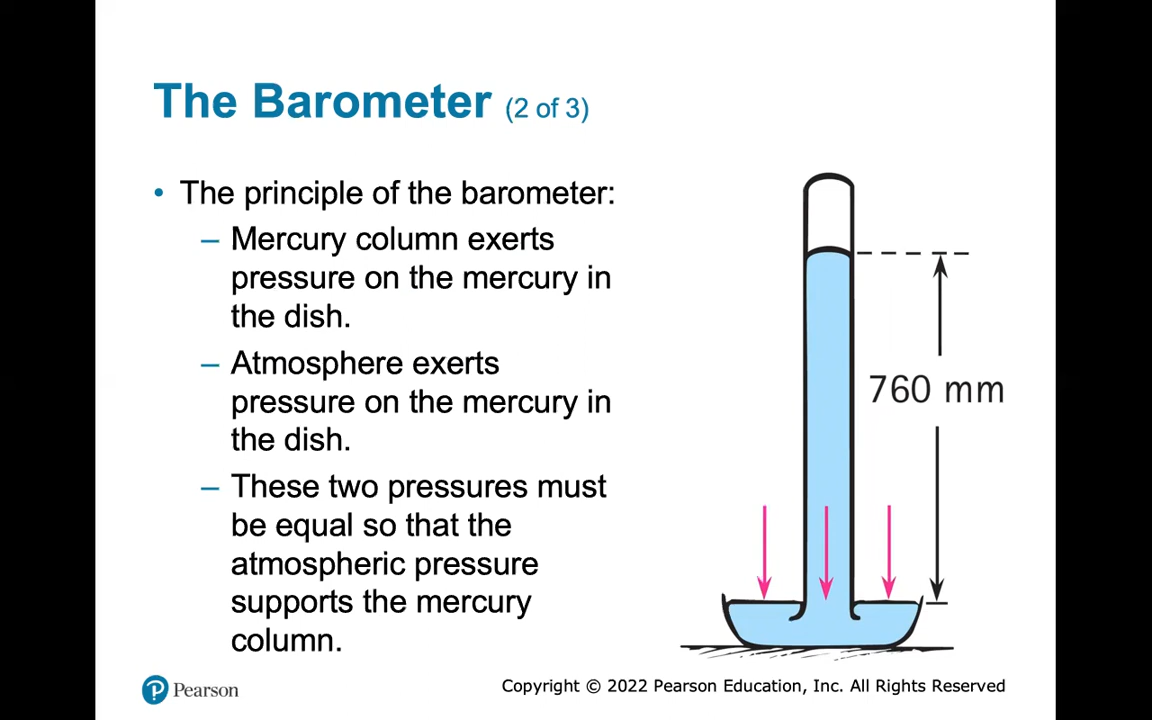 The Barometer (2 of 3)
• The principle of the barometer:
– Mercury column exerts
pressure on the mercury in
the dish.
– Atmosphere exerts
pressure on the mercury in
the dish.
– These two pressures must
be equal so that the
atmospheric pressure
supports the mercury
column.
760 mm
P Pearson
Copyright © 2022 Pearson Education, Inc. All Rights Reserved